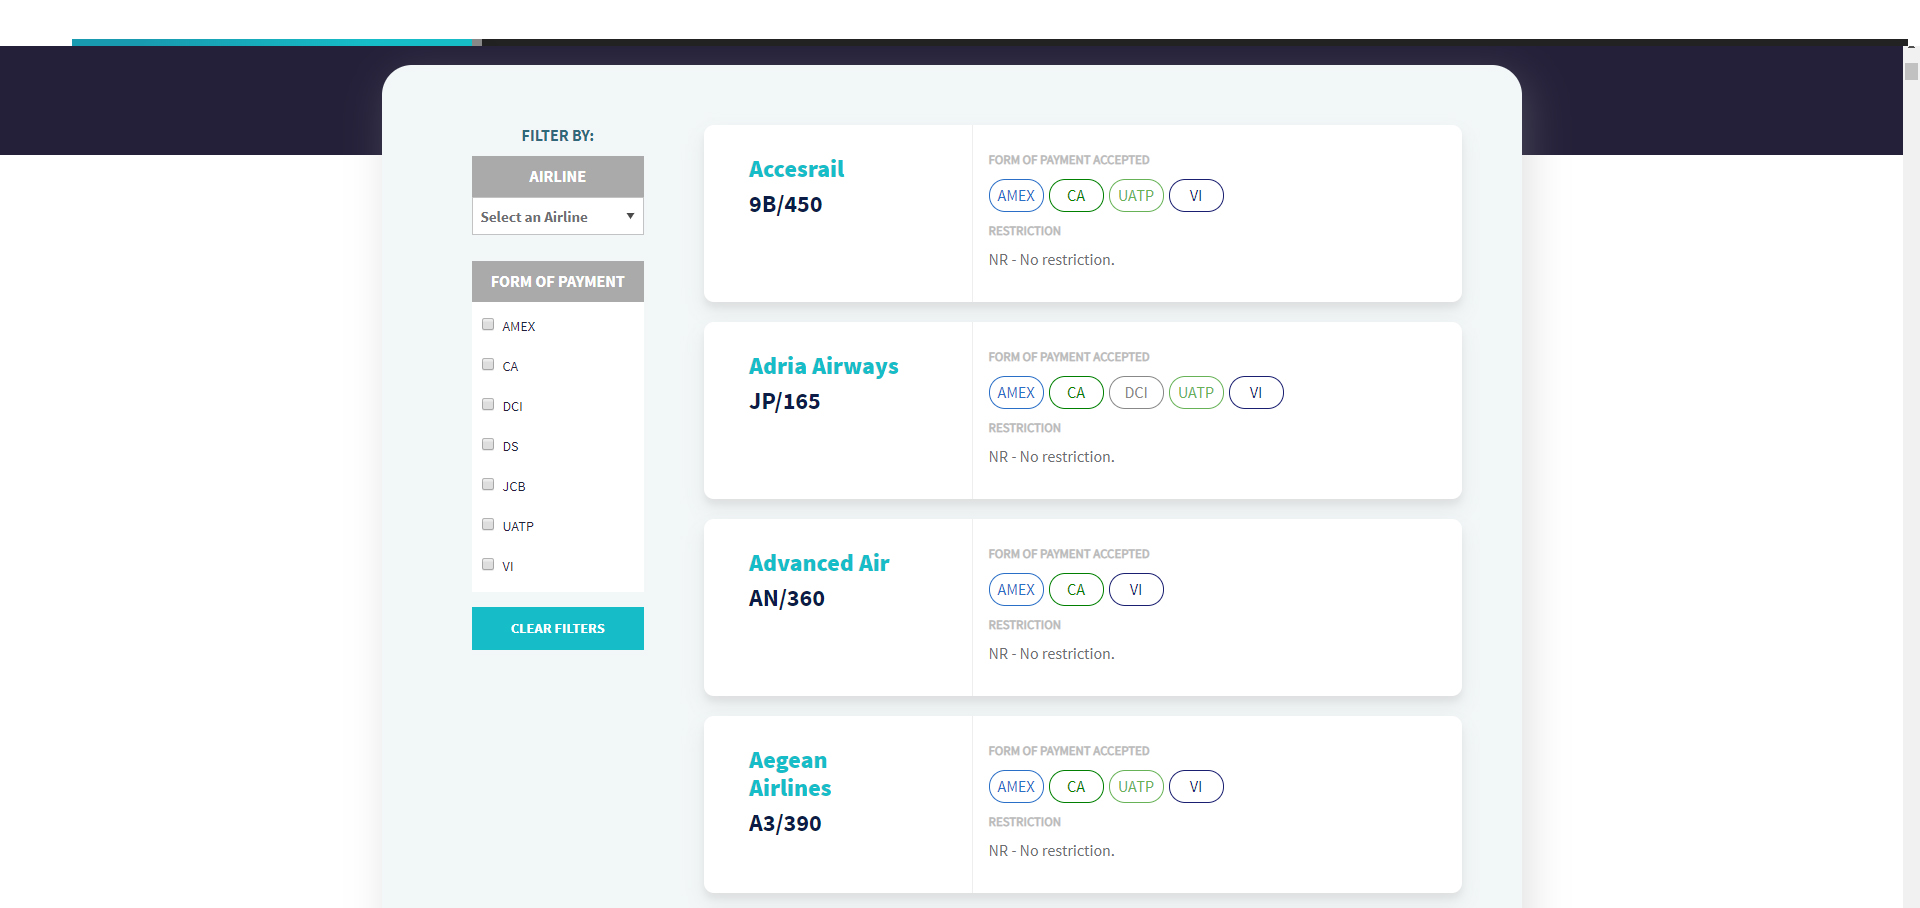 FILTER BY:
AIRLINE
Select an Airline
FORM OF PAYMENT
AMEX
CA
DCI
DS
JCB
UATP
VI
CLEAR FILTERS
Accesrail
9B/450
FORM OF PAYMENT ACCEPTED
AMEX CA UATP VI
RESTRICTION
NR - No restriction.
Adria Airways
JP/165
FORM OF PAYMENT ACCEPTED
AMEX CA DCI UATP VI
RESTRICTION
NR - No restriction.
Advanced Air
AN/360
FORM OF PAYMENT ACCEPTED
AMEX CA VI
RESTRICTION
NR - No restriction.
Aegean
Airlines
A3/390
FORM OF PAYMENT ACCEPTED
AMEX CA UATP VI
RESTRICTION
NR - No restriction.